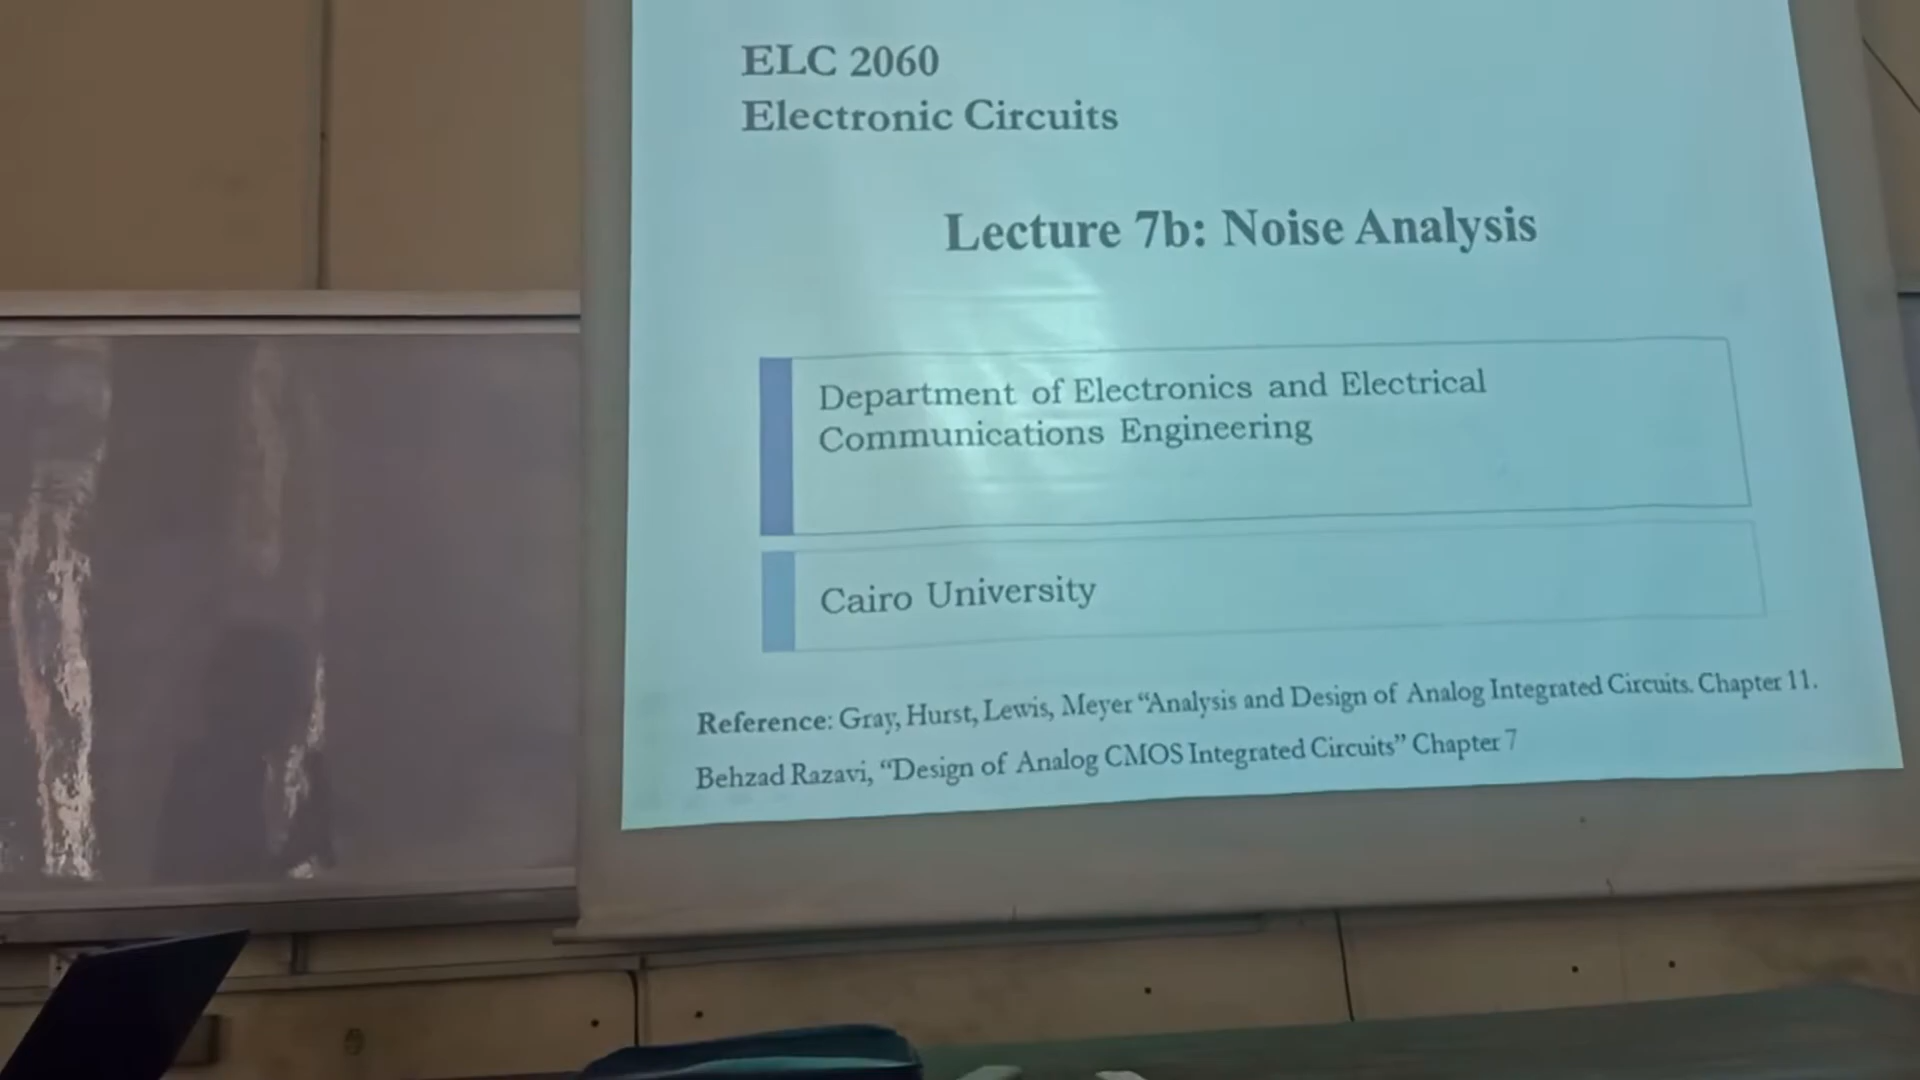 ELC 2060
Electronic Circuits
Lecture 7b: Noise Analysis
Department of Electronics and Electrical
Communications Engineering
Cairo University
Reference: Gray, Hurst, Lewis, Meyer “Analysis and Design of Analog Integrated Circuits. Chapter 11.
Behzad Razavi, “Design of Analog CMOS Integrated Circuits” Chapter 7